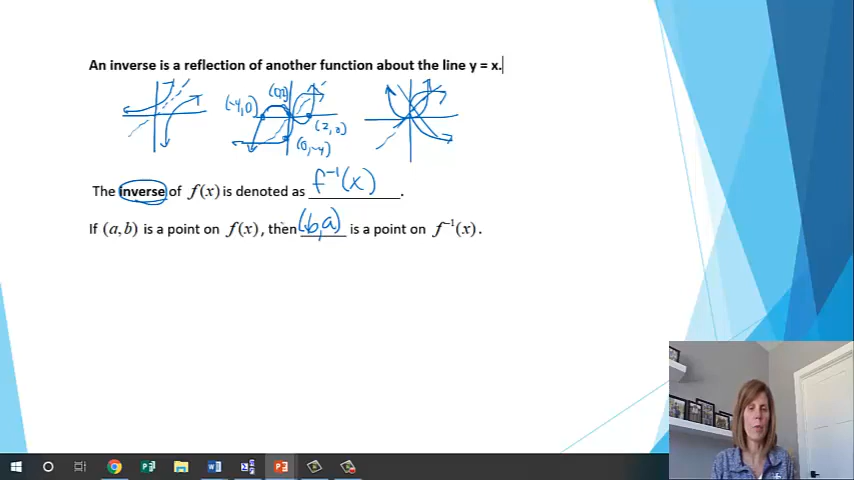 An inverse is a reflection of another function about the line y = x.
(-4,0) (0,2) (2,0) (0,-4)
The inverse of f(x) is denoted as f⁻¹(x).
If (a,b) is a point on f(x), then (b,a) is a point on f⁻¹(x).